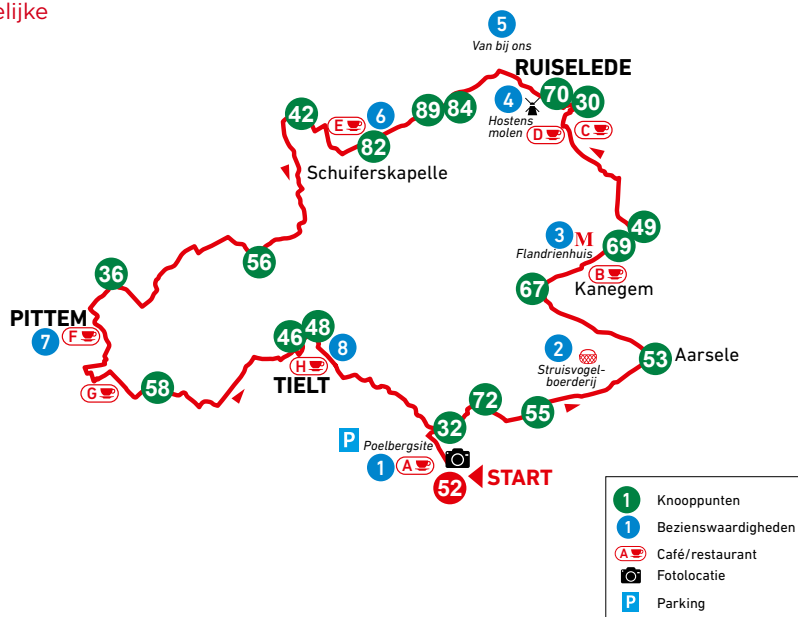 elijke
5
Van bij ons
RUISELEDE
4
70
30
Hostens
molen
D
C
42
E
6
89
84
82
Schuiferskapelle
49
3
M
69
Flandrienhuis
B
Kanegem
67
56
36
PITTEM
7
F
G
58
46
48
8
H
TIELT
2
Struisvogel-
boerderij
53
Aarsele
72
55
32
P
Poelbergsite
1
A
52
START
1 Knooppunten
1 Bezienswaardigheden
A Café/restaurant
Fotolocatie
P Parking